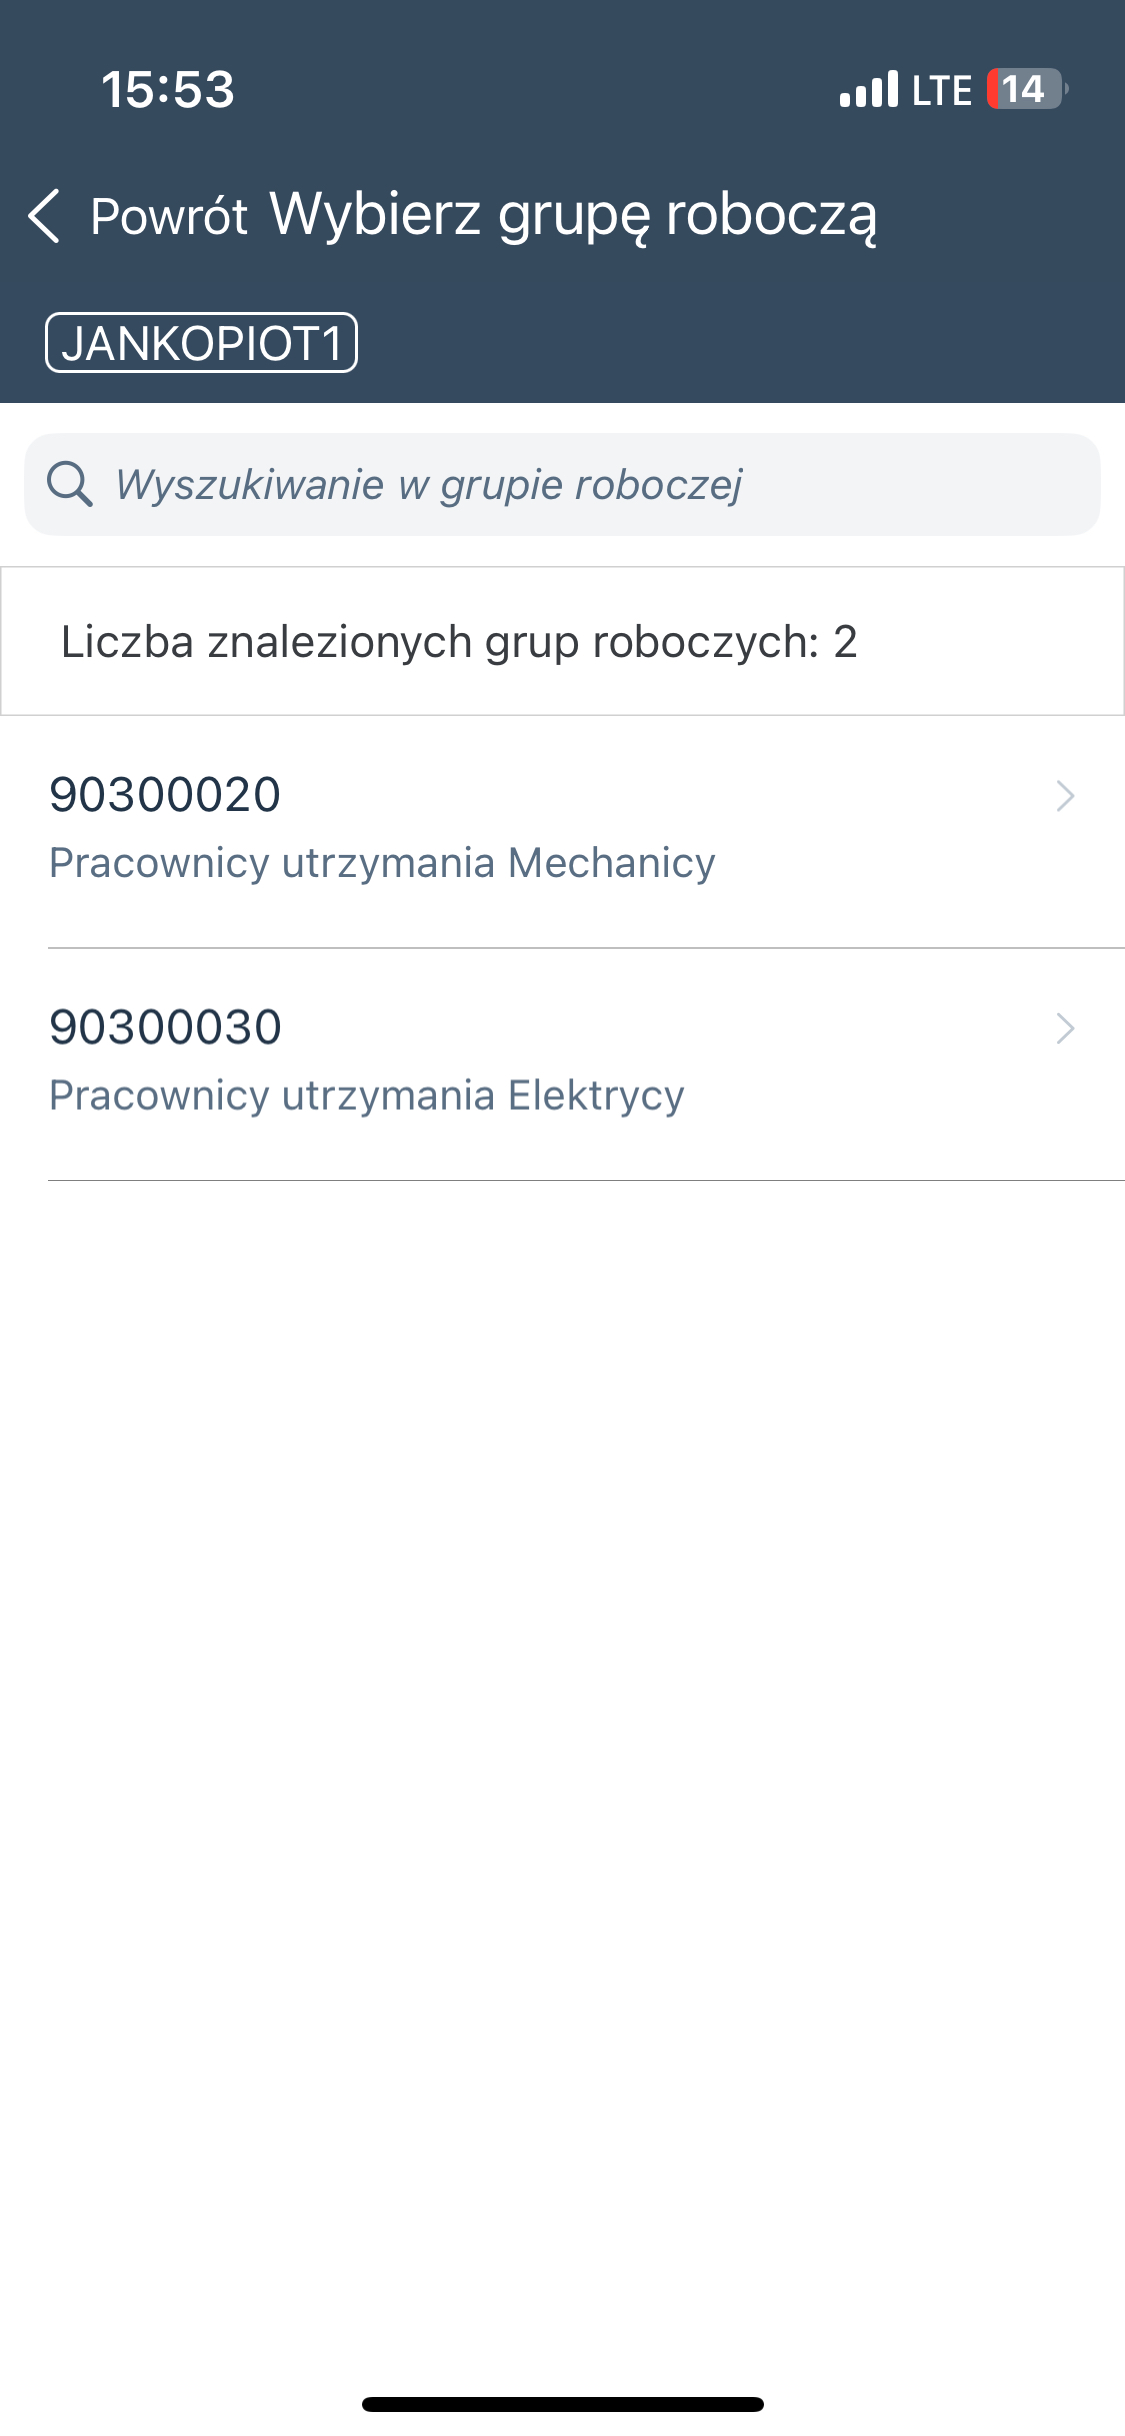 15:53 LTE 14
Powrót Wybierz grupę roboczą
JANKOPIOT1
Wyszukiwanie w grupie roboczej
Liczba znalezionych grup roboczych: 2
90300020
Pracownicy utrzymania Mechanicy
90300030
Pracownicy utrzymania Elektrycy